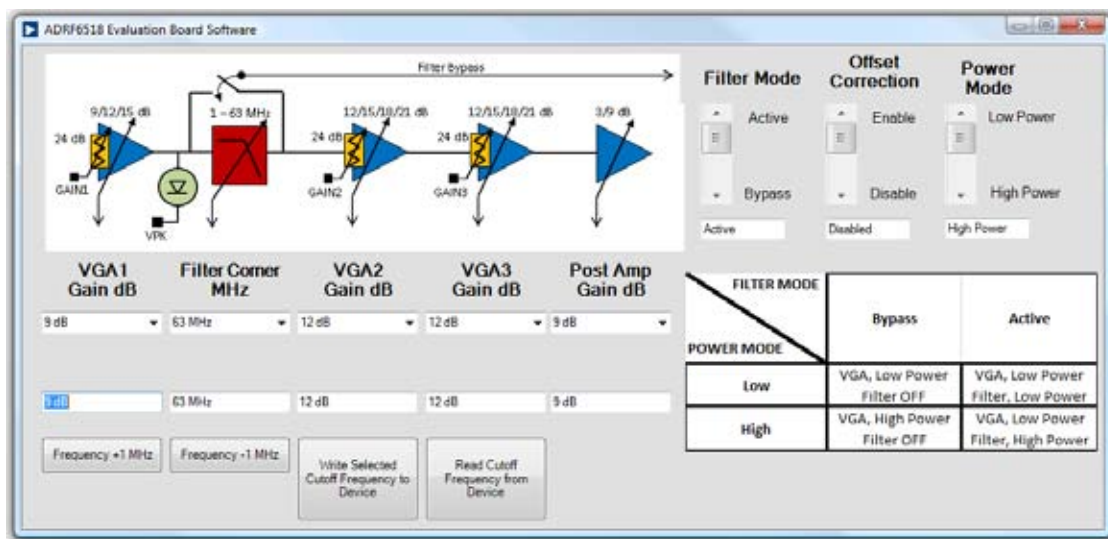 ADRF6518 Evaluation Board Software
Filter Bypass
9/12/15 dB
1 – 63 MHz
12/15/18/21 dB
12/15/18/21 dB
3/9 dB
24 dB
24 dB
24 dB
GAIN1
GAIN2
GAIN3
VPK
Filter Mode
Active
Bypass
Active
Offset
Correction
Enable
Disable
Disabled
Power
Mode
Low Power
High Power
High Power
VGA1
Gain dB
Filter Corner
MHz
VGA2
Gain dB
VGA3
Gain dB
Post Amp
Gain dB
9 dB
63 MHz
12 dB
12 dB
9 dB
9 dB
63 MHz
12 dB
12 dB
9 dB
Frequency +1 MHz
Frequency -1 MHz
Write Selected
Cutoff Frequency to
Device
Read Cutoff
Frequency from
Device
FILTER MODE
POWER MODE
Bypass
Active
Low
VGA, Low Power
Filter OFF
VGA, Low Power
Filter, Low Power
High
VGA, High Power
Filter OFF
VGA, Low Power
Filter, High Power